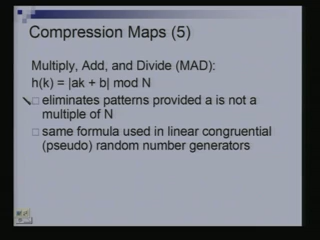 Compression Maps (5)
Multiply, Add, and Divide (MAD):
h(k) = |ak + b| mod N
eliminates patterns provided a is not a
multiple of N
same formula used in linear congruential
(pseudo) random number generators